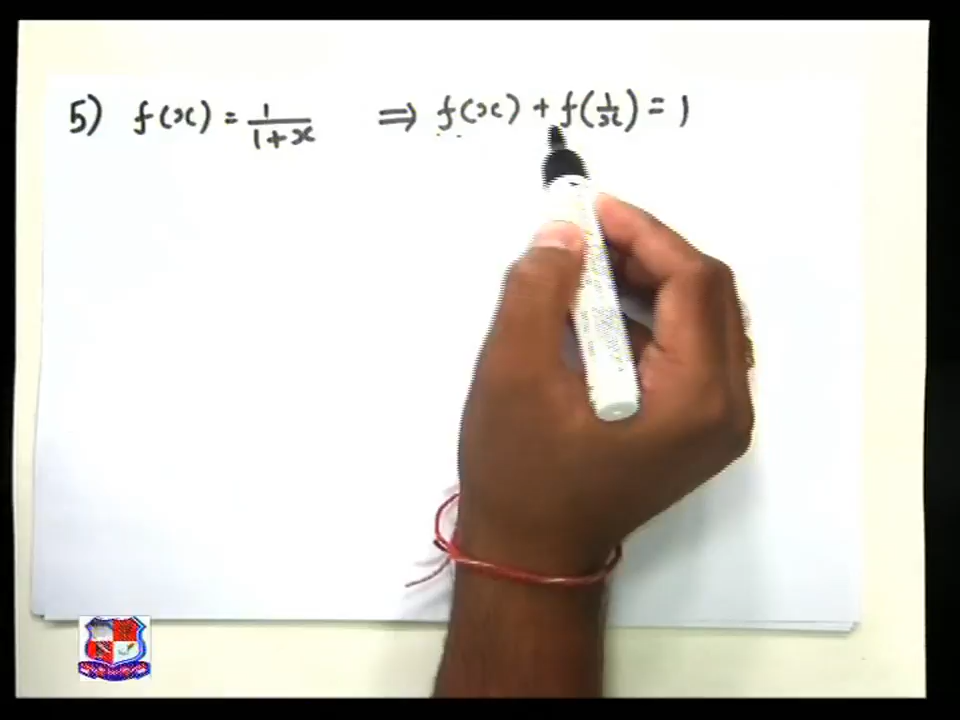 5) f(x) = 1/(1+x) ⇒ f(x) + f(1/x) = 1